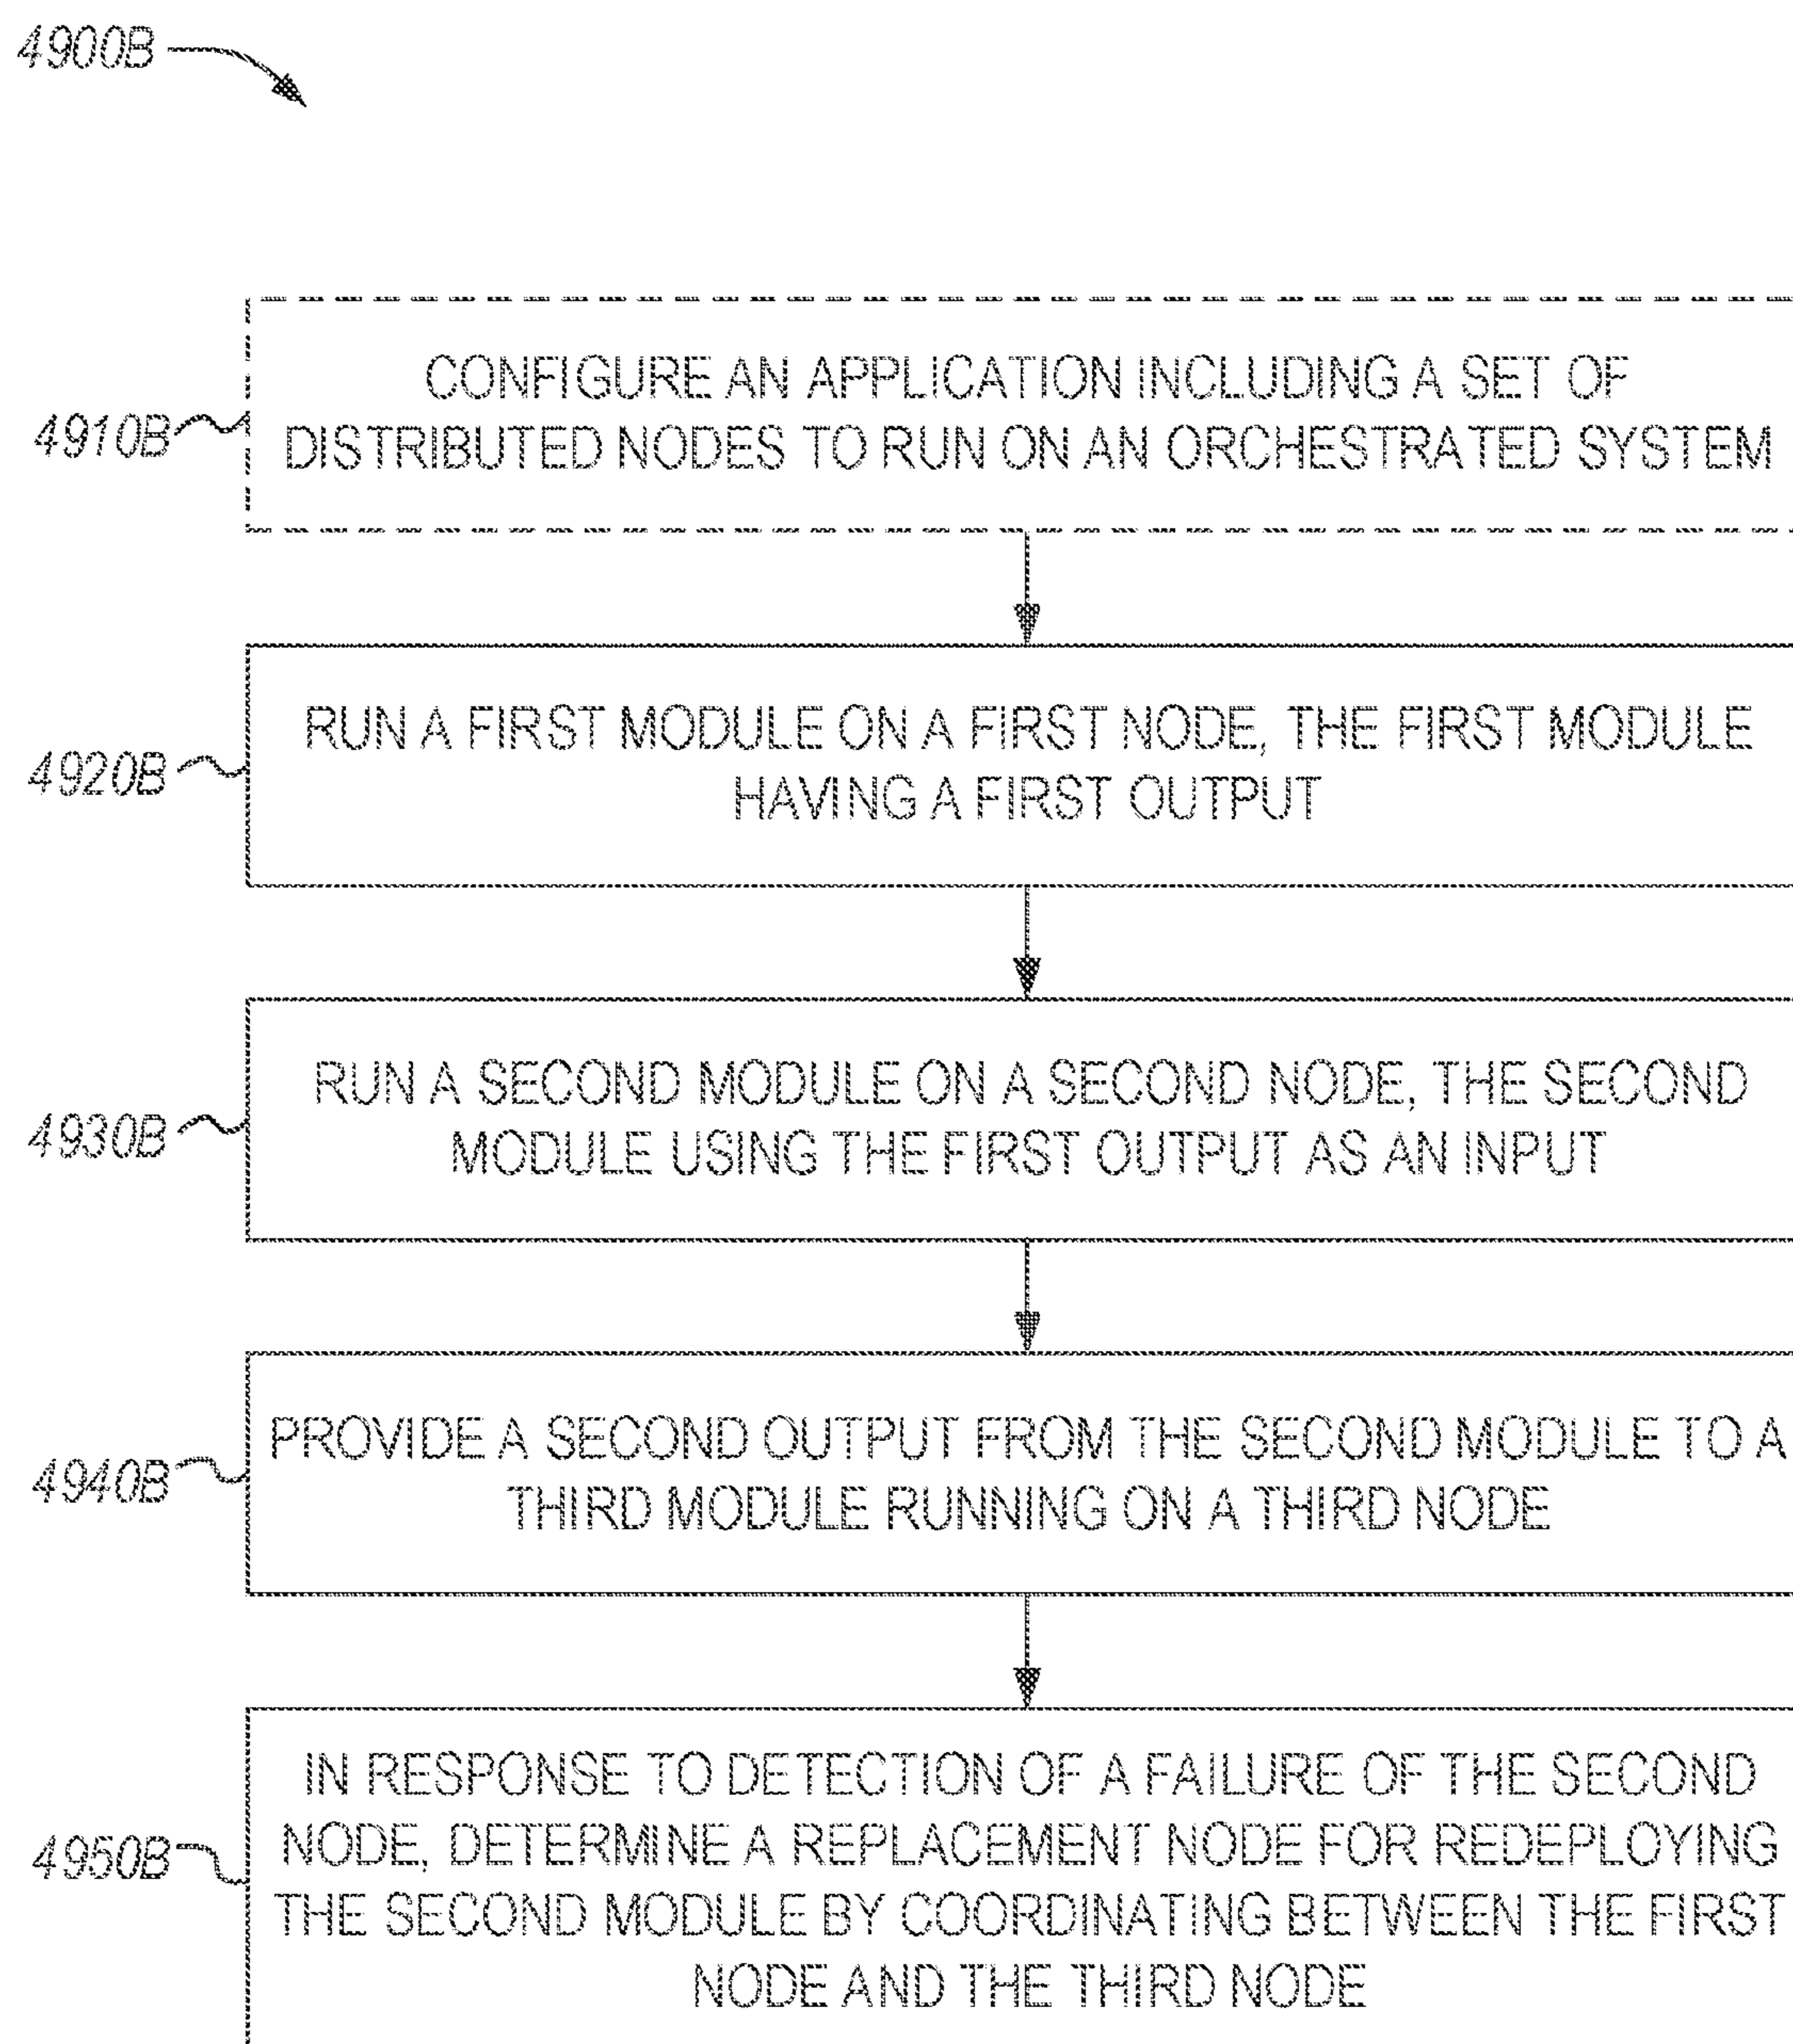 4900B
CONFIGURE AN APPLICATION INCLUDING A SET OF
4910B
DISTRIBUTED NODES TO RUN ON AN ORCHESTRATED SYSTEM
RUN A FIRST MODULE ON A FIRST NODE, THE FIRST MODULE
4920B
HAVING A FIRST OUTPUT
RUN A SECOND MODULE ON A SECOND NODE, THE SECOND
4930B
MODULE USING THE FIRST OUTPUT AS AN INPUT
PROVIDE A SECOND OUTPUT FROM THE SECOND MODULE TO A
4940B
THIRD MODULE RUNNING ON A THIRD NODE
IN RESPONSE TO DETECTION OF A FAILURE OF THE SECOND
NODE, DETERMINE A REPLACEMENT NODE FOR REDEPLOYING
4950B
THE SECOND MODULE BY COORDINATING BETWEEN THE FIRST
NODE AND THE THIRD NODE